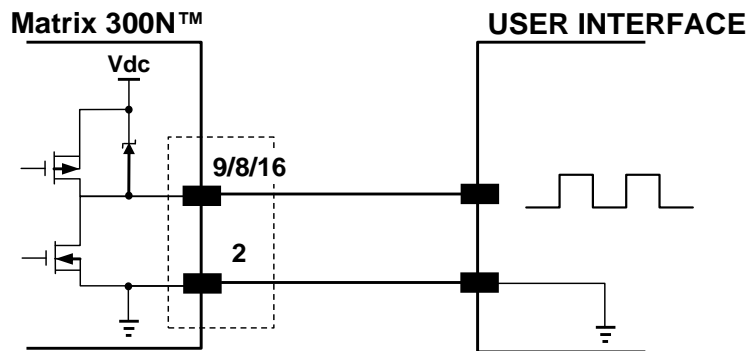 Matrix 300N™
USER INTERFACE
Vdc
9/8/16
2